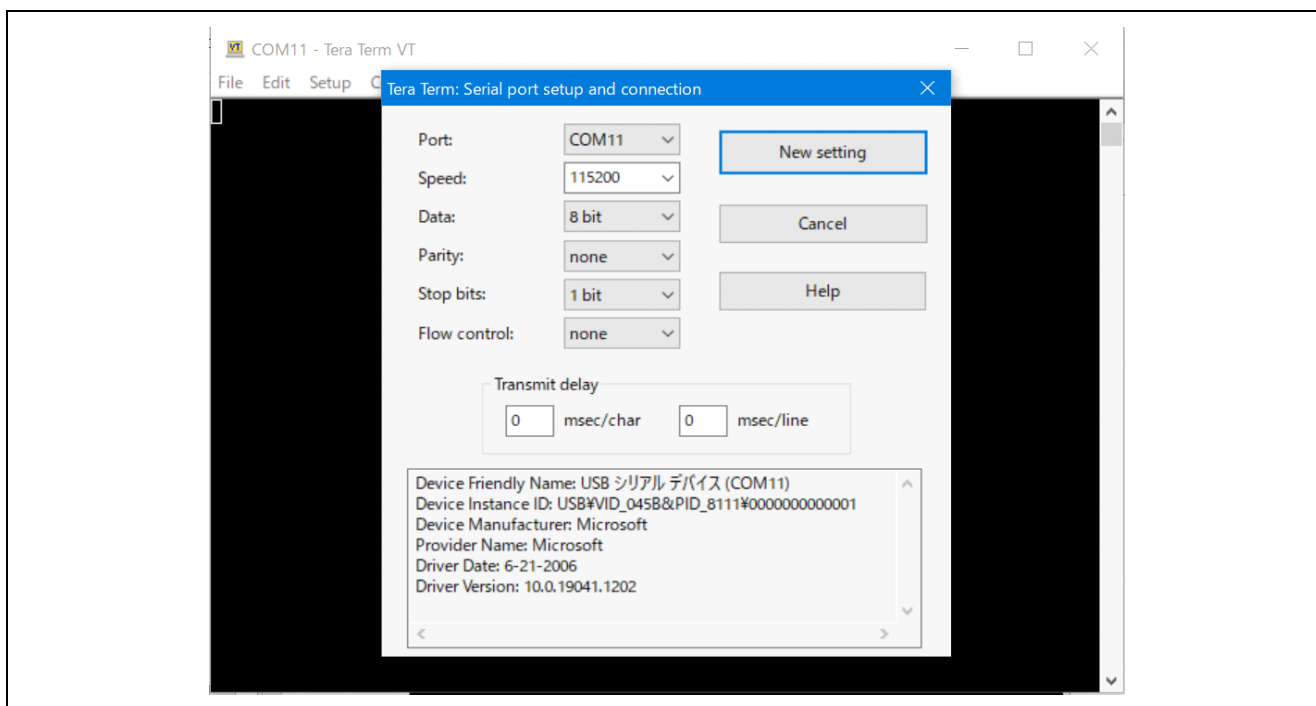 COM11 - Tera Term VT
File Edit Setup C
Tera Term: Serial port setup and connection
Port: COM11 New setting
Speed: 115200
Data: 8 bit Cancel
Parity: none
Stop bits: 1 bit Help
Flow control: none
Transmit delay
0 msec/char 0 msec/line
Device Friendly Name: USB シリアル デバイス (COM11)
Device Instance ID: USB¥VID_045B&PID_8111¥0000000000001
Device Manufacturer: Microsoft
Provider Name: Microsoft
Driver Date: 6-21-2006
Driver Version: 10.0.19041.1202